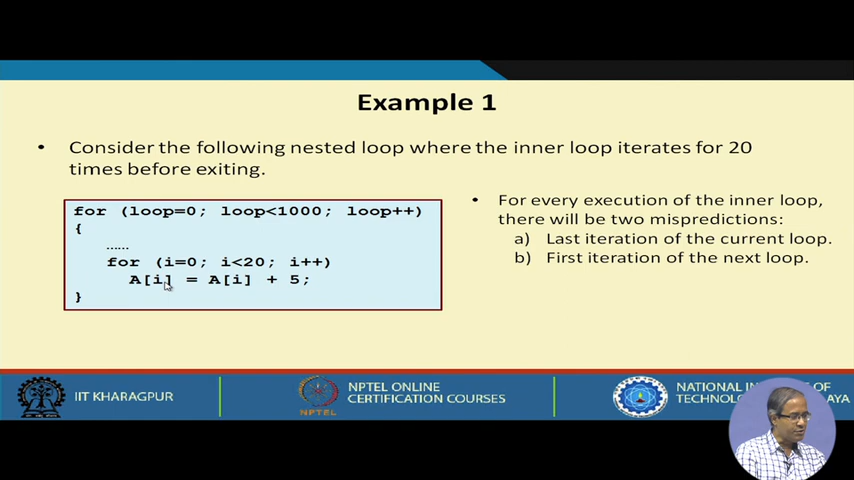 Example 1
• Consider the following nested loop where the inner loop iterates for 20
times before exiting.
for (loop=0; loop<1000; loop++)
{
......
for (i=0; i<20; i++)
A[i] = A[i] + 5;
}
• For every execution of the inner loop,
there will be two mispredictions:
a) Last iteration of the current loop.
b) First iteration of the next loop.
IIT KHARAGPUR
NPTEL
NPTEL ONLINE
CERTIFICATION COURSES
NATIONAL OF
TECHNOLOG